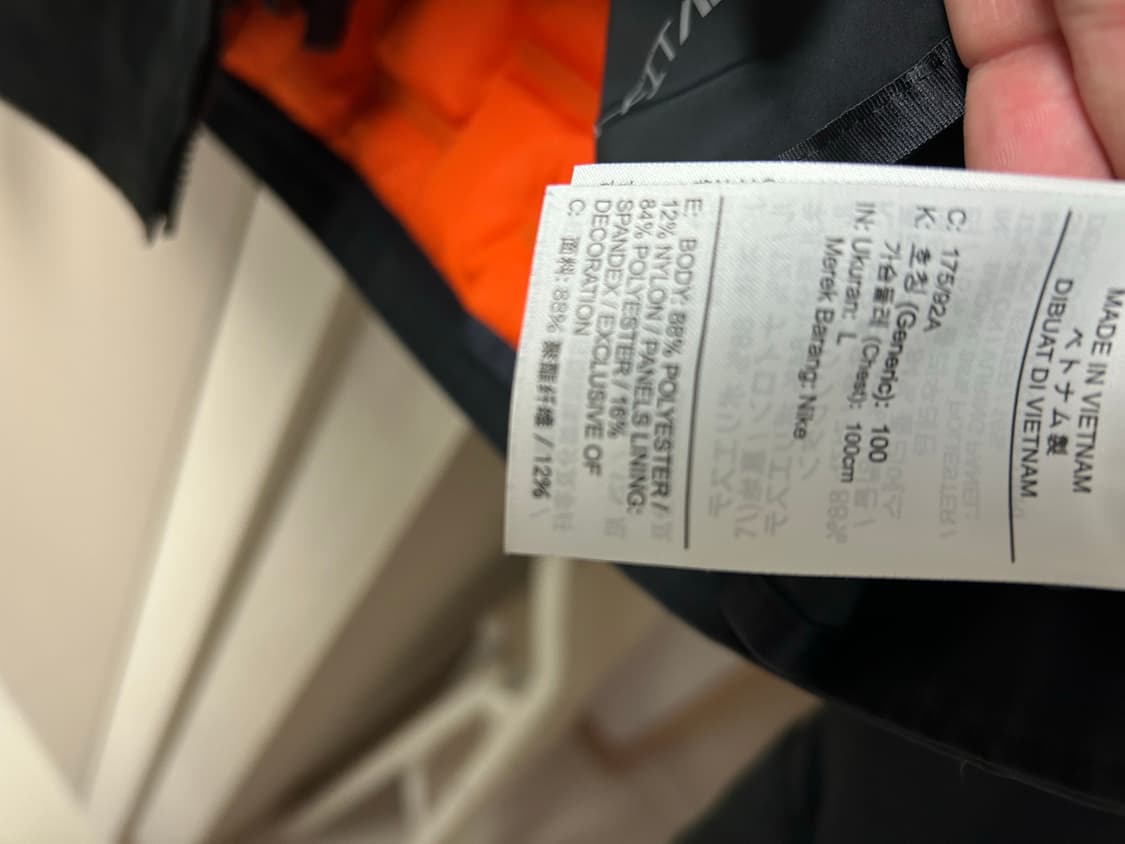 MADE IN VIETNAM
ベトナム製
DIBUAT DI VIETNAM
C: 175/92A
K: 호칭 (Generic): 100
가슴둘레 (Chest): 100cm
IN: Ukuran: L
Merek Barang: Nike
E: BODY: 88% POLYESTER /
12% NYLON / PANELS LINING:
84% POLYESTER / 16%
SPANDEX / EXCLUSIVE OF
DECORATION
C: 面料: 88% 聚酯纤维 / 12%